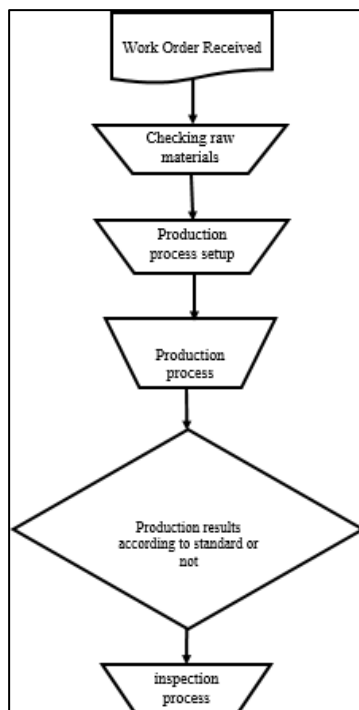 Work Order Received
Checking raw
materials
Production
process setup
Production
process
Production results
according to standard or
not
inspection
process